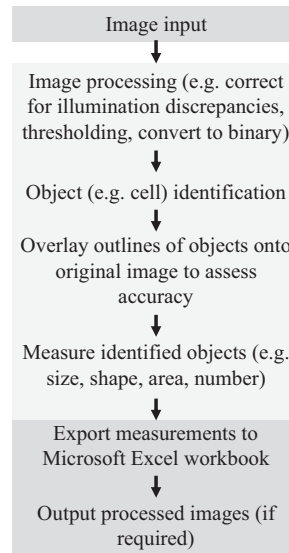 Image input
Image processing (e.g. correct
for illumination discrepancies,
thresholding, convert to binary)
Object (e.g. cell) identification
Overlay outlines of objects onto
original image to assess
accuracy
Measure identified objects (e.g.
size, shape, area, number)
Export measurements to
Microsoft Excel workbook
Output processed images (if
required)